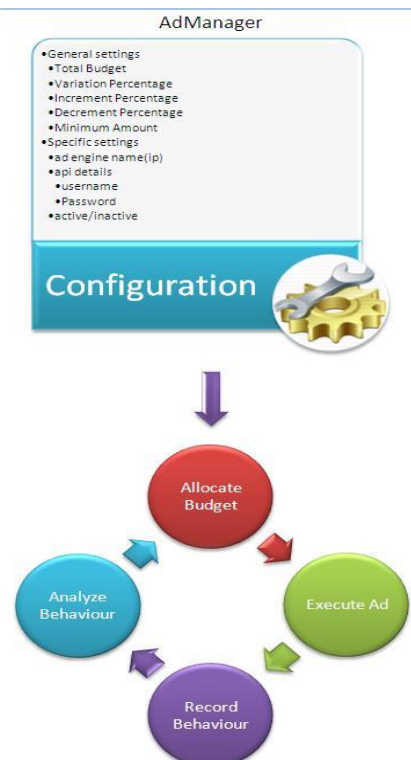 AdManager
•General settings
•Total Budget
•Variation Percentage
•Increment Percentage
•Decrement Percentage
•Minimum Amount
•Specific settings
•ad engine name(ip)
•api details
•username
•Password
•active/inactive
Configuration
Allocate
Budget
Analyze
Behaviour
Execute Ad
Record
Behaviour